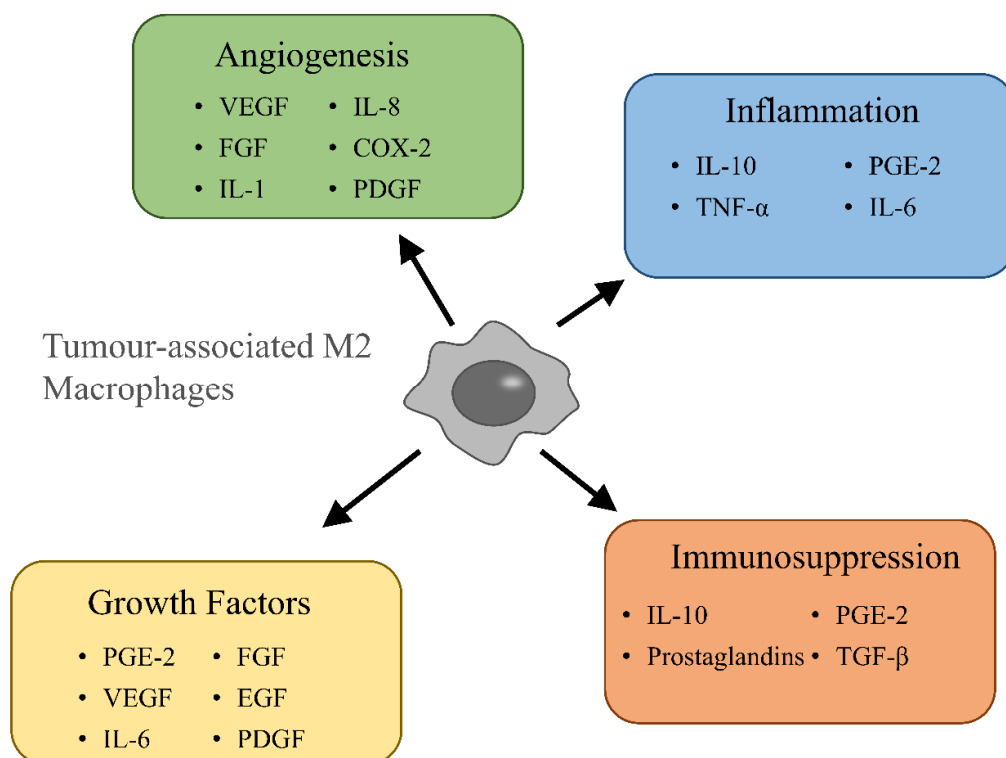 Angiogenesis
• VEGF • IL-8
• FGF • COX-2
• IL-1 • PDGF
Inflammation
• IL-10 • PGE-2
• TNF-α • IL-6
Tumour-associated M2
Macrophages
Growth Factors
• PGE-2 • FGF
• VEGF • EGF
• IL-6 • PDGF
Immunosuppression
• IL-10 • PGE-2
• Prostaglandins • TGF-β